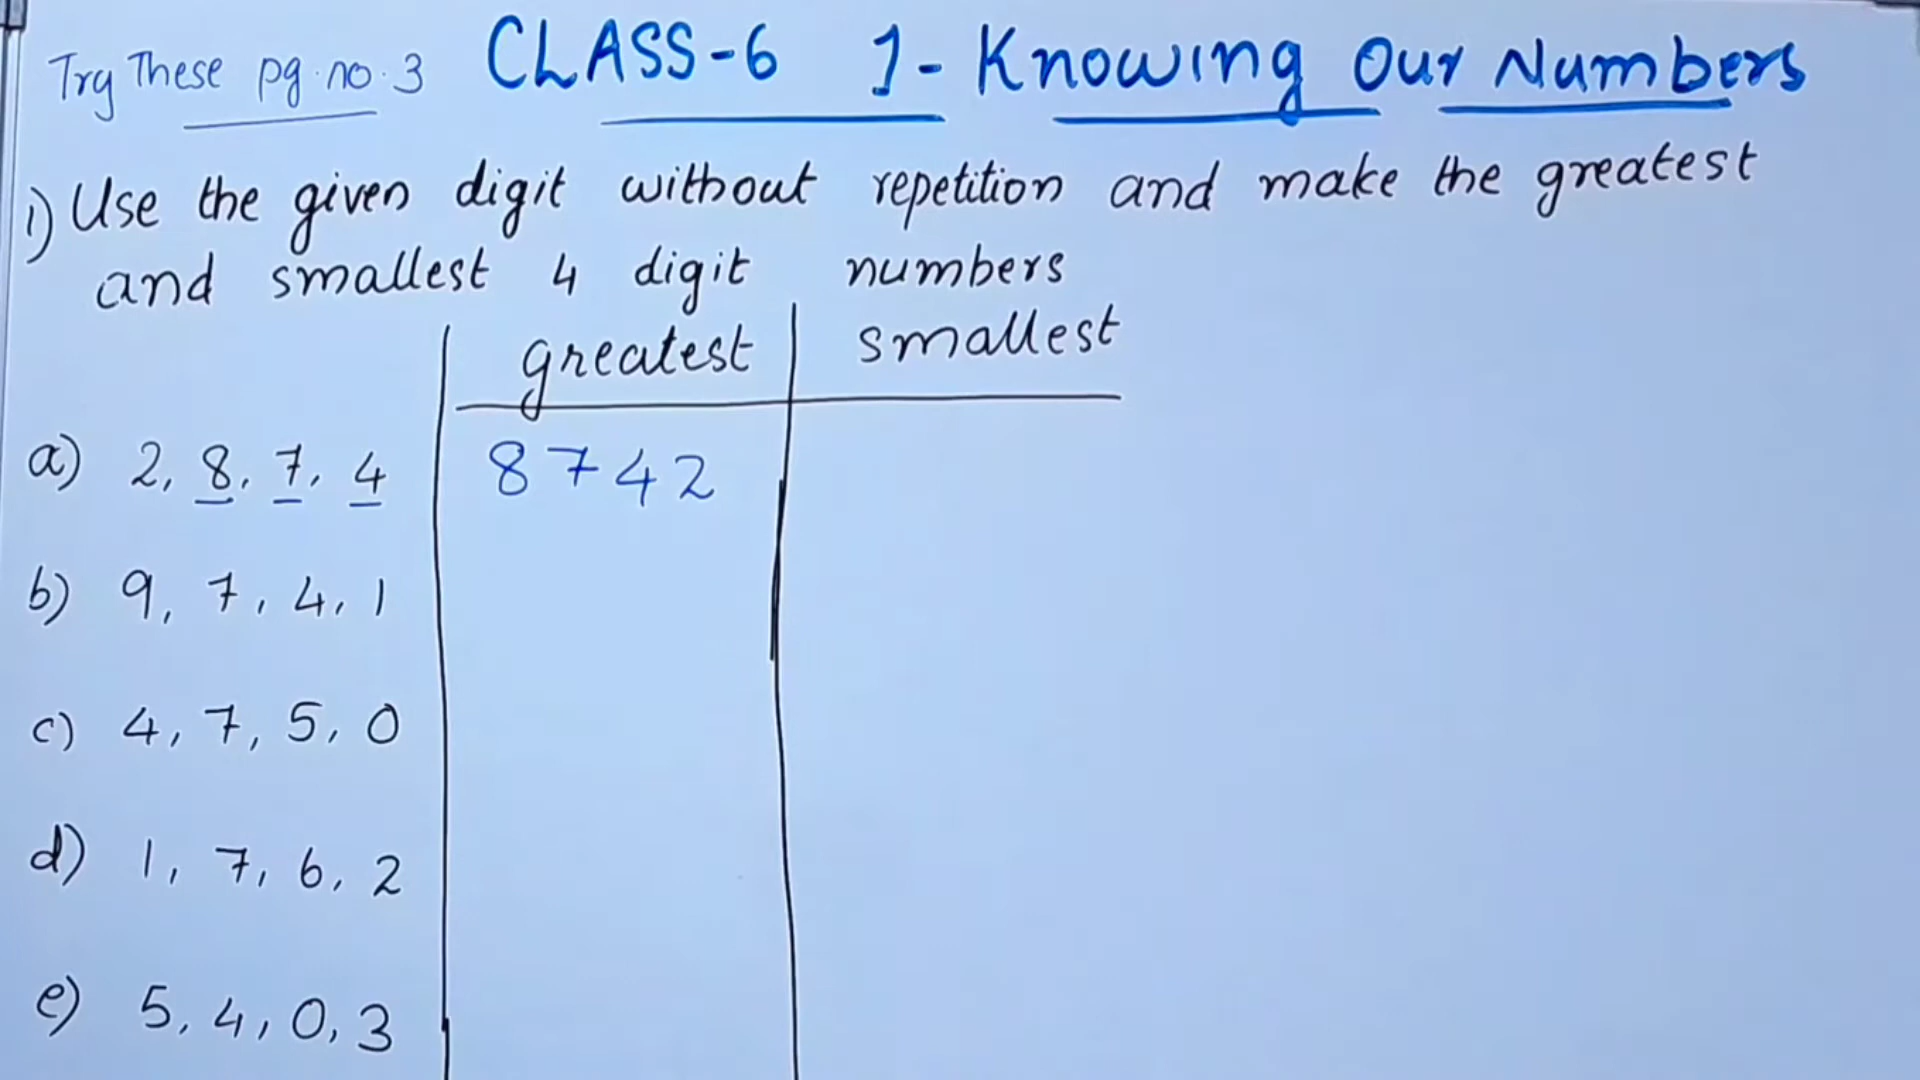 Try These pg.no.3 CLASS-6 1- Knowing Our Numbers
1) Use the given digit without repetition and make the greatest
and smallest 4 digit numbers
greatest smallest
a) 2, 8, 7, 4 8742
b) 9, 7, 4, 1
c) 4, 7, 5, 0
d) 1, 7, 6, 2
e) 5, 4, 0, 3